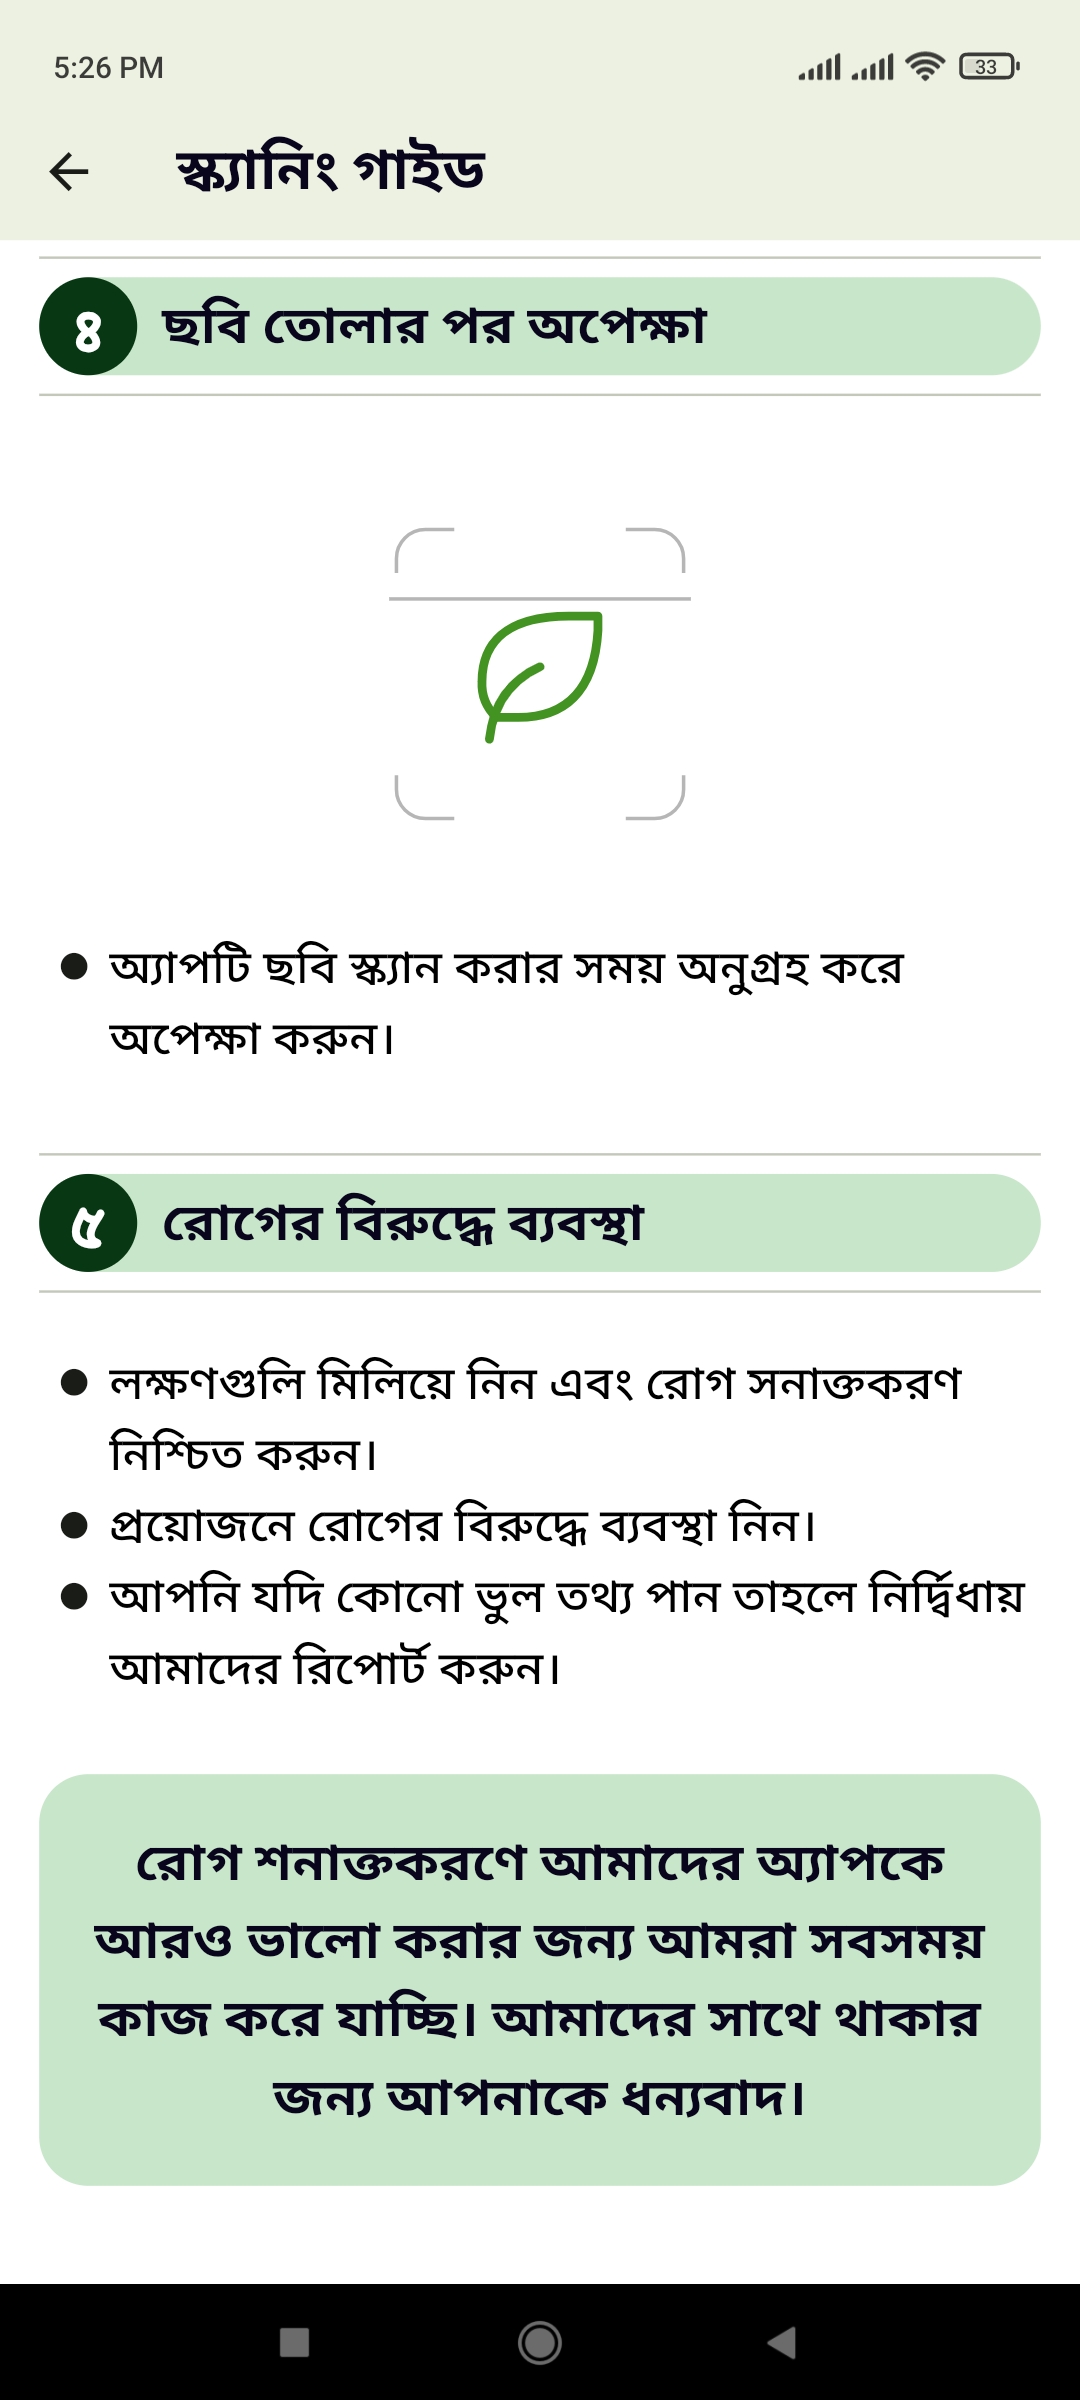 5:26 PM
33
স্ক্যানিং গাইড
৪ ছবি তোলার পর অপেক্ষা
অ্যাপটি ছবি স্ক্যান করার সময় অনুগ্রহ করে
অপেক্ষা করুন।
৫ রোগের বিরুদ্ধে ব্যবস্থা
লক্ষণগুলি মিলিয়ে নিন এবং রোগ সনাক্তকরণ
নিশ্চিত করুন।
প্রয়োজনে রোগের বিরুদ্ধে ব্যবস্থা নিন।
আপনি যদি কোনো ভুল তথ্য পান তাহলে নির্দ্বিধায়
আমাদের রিপোর্ট করুন।
রোগ শনাক্তকরণে আমাদের অ্যাপকে
আরও ভালো করার জন্য আমরা সবসময়
কাজ করে যাচ্ছি। আমাদের সাথে থাকার
জন্য আপনাকে ধন্যবাদ।